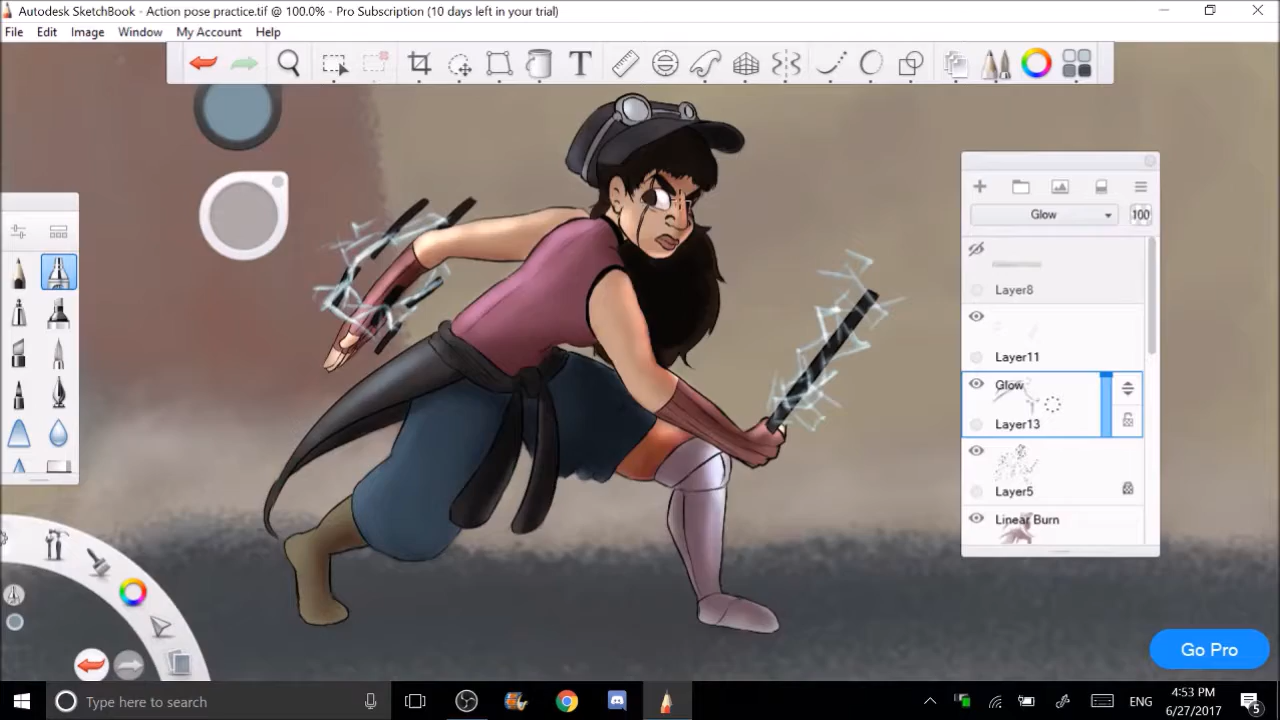 Autodesk SketchBook - Action pose practice.tif @ 100.0% - Pro Subscription (10 days left in your trial)
File Edit Image Window My Account Help
T
Glow 100
Layer8
Layer11
Glow
Layer13
Layer5
Linear Burn
Go Pro
Type here to search
ENG
4:53 PM
6/27/2017
5